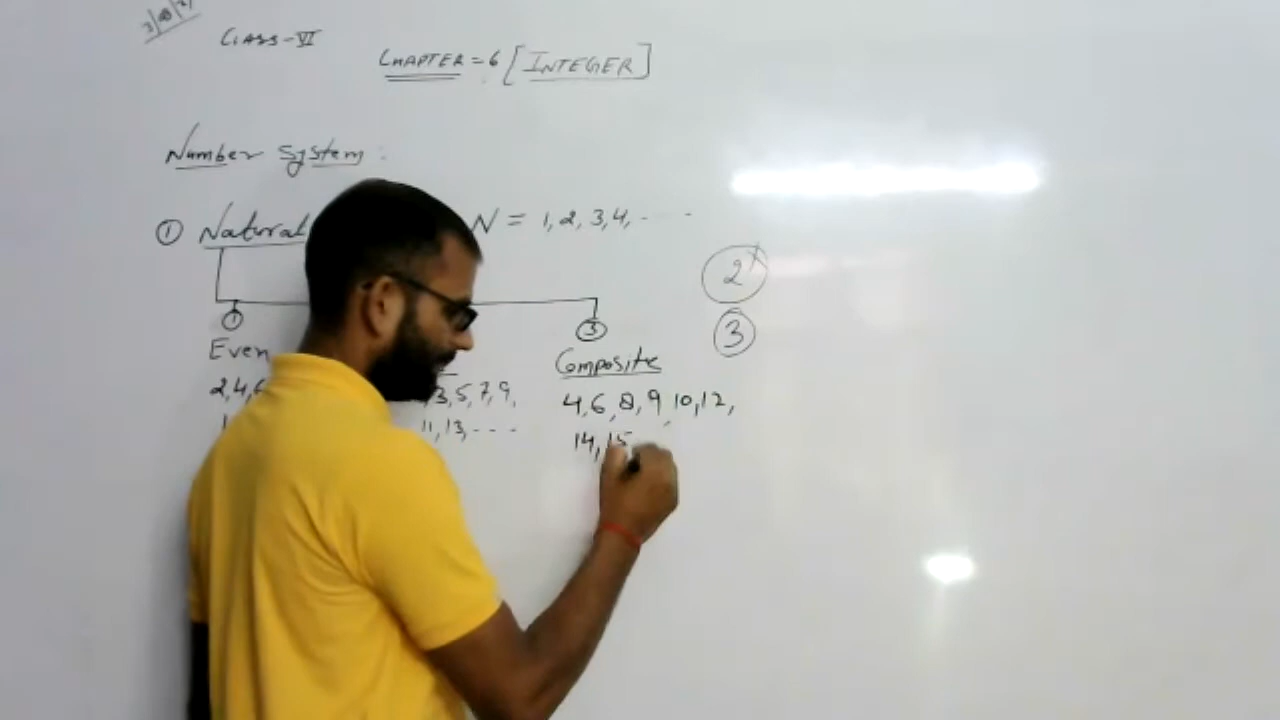 CLASS-VI
CHAPTER = 6 [INTEGER]
Number System :
① Natural N = 1, 2, 3, 4, - - -
2
① ③ 3
Even Composite
2, 4, 6 3, 5, 7, 9, 4, 6, 8, 9, 10, 12,
11, 13, - - - 14, 15